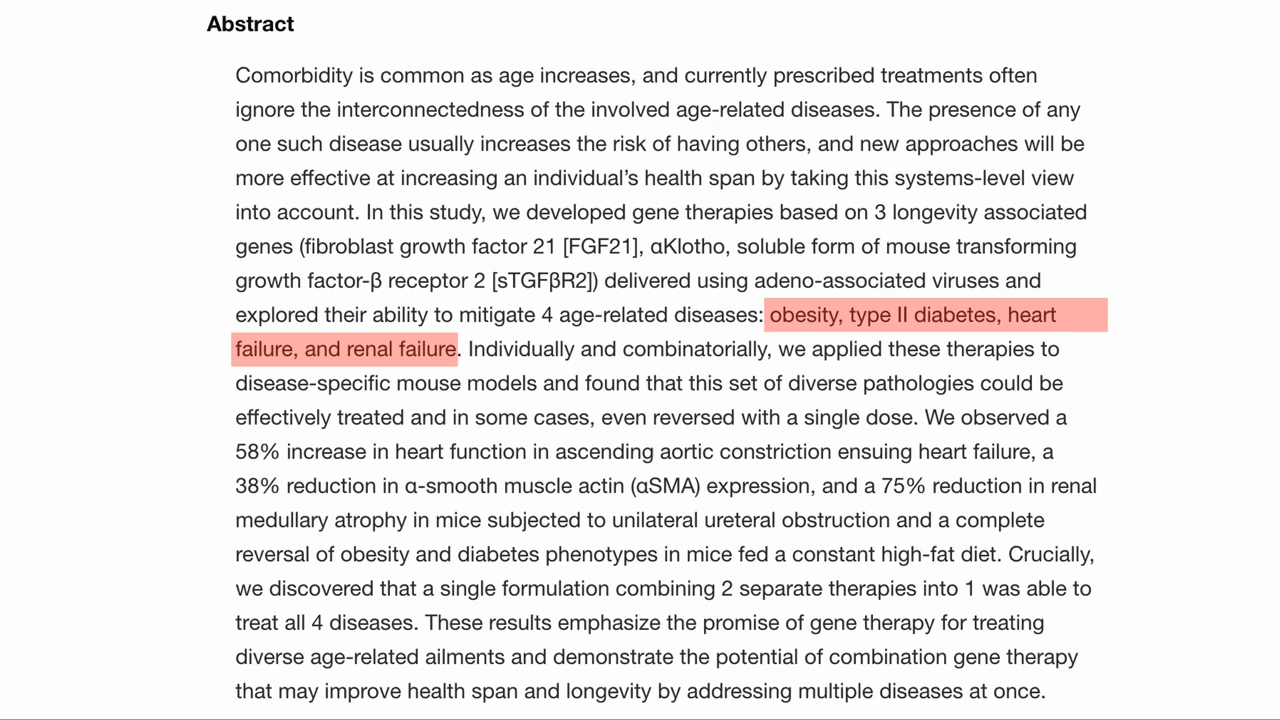 Abstract
Comorbidity is common as age increases, and currently prescribed treatments often
ignore the interconnectedness of the involved age-related diseases. The presence of any
one such disease usually increases the risk of having others, and new approaches will be
more effective at increasing an individual’s health span by taking this systems-level view
into account. In this study, we developed gene therapies based on 3 longevity associated
genes (fibroblast growth factor 21 [FGF21], αKlotho, soluble form of mouse transforming
growth factor-β receptor 2 [sTGFβR2]) delivered using adeno-associated viruses and
explored their ability to mitigate 4 age-related diseases: obesity, type II diabetes, heart
failure, and renal failure. Individually and combinatorially, we applied these therapies to
disease-specific mouse models and found that this set of diverse pathologies could be
effectively treated and in some cases, even reversed with a single dose. We observed a
58% increase in heart function in ascending aortic constriction ensuing heart failure, a
38% reduction in α-smooth muscle actin (αSMA) expression, and a 75% reduction in renal
medullary atrophy in mice subjected to unilateral ureteral obstruction and a complete
reversal of obesity and diabetes phenotypes in mice fed a constant high-fat diet. Crucially,
we discovered that a single formulation combining 2 separate therapies into 1 was able to
treat all 4 diseases. These results emphasize the promise of gene therapy for treating
diverse age-related ailments and demonstrate the potential of combination gene therapy
that may improve health span and longevity by addressing multiple diseases at once.